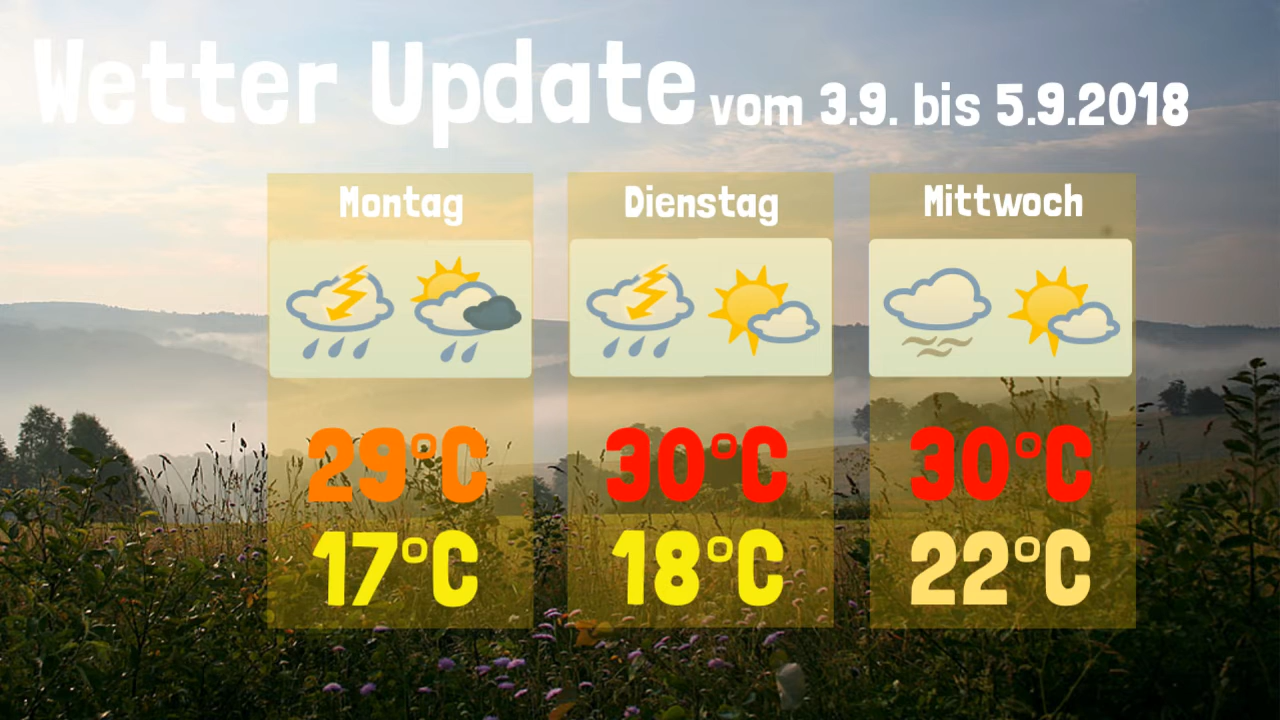 Wetter Update vom 3.9. bis 5.9.2018
Montag Dienstag Mittwoch
29°C 30°C 30°C
17°C 18°C 22°C